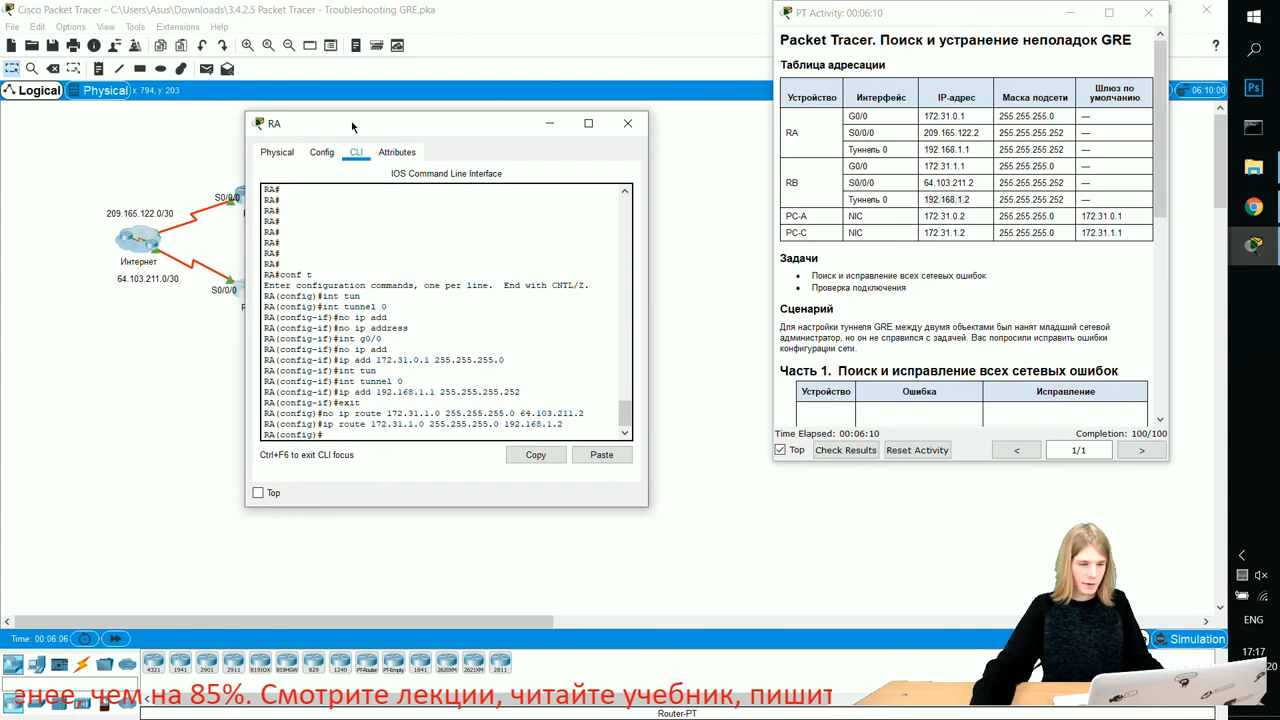 Cisco Packet Tracer - C:\Users\Asus\Downloads\3.4.2.5 Packet Tracer - Troubleshooting GRE.pka
File Edit Options View Tools Extensions Help
Logical Physical x: 794, y: 203
06:10:00
209.165.122.0/30
S0/0/0
Интернет
64.103.211.0/30
S0/0/0
RA
Physical Config CLI Attributes
IOS Command Line Interface
RA#
RA#
RA#
RA#
RA#
RA#
RA#
RA#
RA#conf t
Enter configuration commands, one per line. End with CNTL/Z.
RA(config)#int tun
RA(config)#int tunnel 0
RA(config-if)#no ip add
RA(config-if)#no ip address
RA(config-if)#int g0/0
RA(config-if)#no ip add
RA(config-if)#ip add 172.31.0.1 255.255.255.0
RA(config-if)#int tun
RA(config-if)#int tunnel 0
RA(config-if)#ip add 192.168.1.1 255.255.255.252
RA(config-if)#exit
RA(config)#no ip route 172.31.1.0 255.255.255.0 64.103.211.2
RA(config)#ip route 172.31.1.0 255.255.255.0 192.168.1.2
RA(config)#
Ctrl+F6 to exit CLI focus
Copy Paste
Top
PT Activity: 00:06:10
Packet Tracer. Поиск и устранение неполадок GRE
Таблица адресации
Устройство Интерфейс IP-адрес Маска подсети Шлюз по умолчанию
RA G0/0 172.31.0.1 255.255.255.0 —
S0/0/0 209.165.122.2 255.255.255.252 —
Туннель 0 192.168.1.1 255.255.255.252 —
RB G0/0 172.31.1.1 255.255.255.0 —
S0/0/0 64.103.211.2 255.255.255.252 —
Туннель 0 192.168.1.2 255.255.255.252 —
PC-A NIC 172.31.0.2 255.255.255.0 172.31.0.1
PC-C NIC 172.31.1.2 255.255.255.0 172.31.1.1
Задачи
• Поиск и исправление всех сетевых ошибок
• Проверка подключения
Сценарий
Для настройки туннеля GRE между двумя объектами был нанят младший сетевой
администратор, но он не справился с задачей. Вас попросили исправить ошибки
конфигурации сети.
Часть 1. Поиск и исправление всех сетевых ошибок
Устройство Ошибка Исправление
Time Elapsed: 00:06:10 Completion: 100/100
Top Check Results Reset Activity < 1/1 >
Time: 00:06:06
Simulation
4321 1941 2901 2911 819IOX 819HGW 829 1240 PT-Router PT-Empty 1841 2620XM 2621XM 2811
Router-PT
енее, чем на 85%. Смотрите лекции, читайте учебник, пишит
ENG
17:17